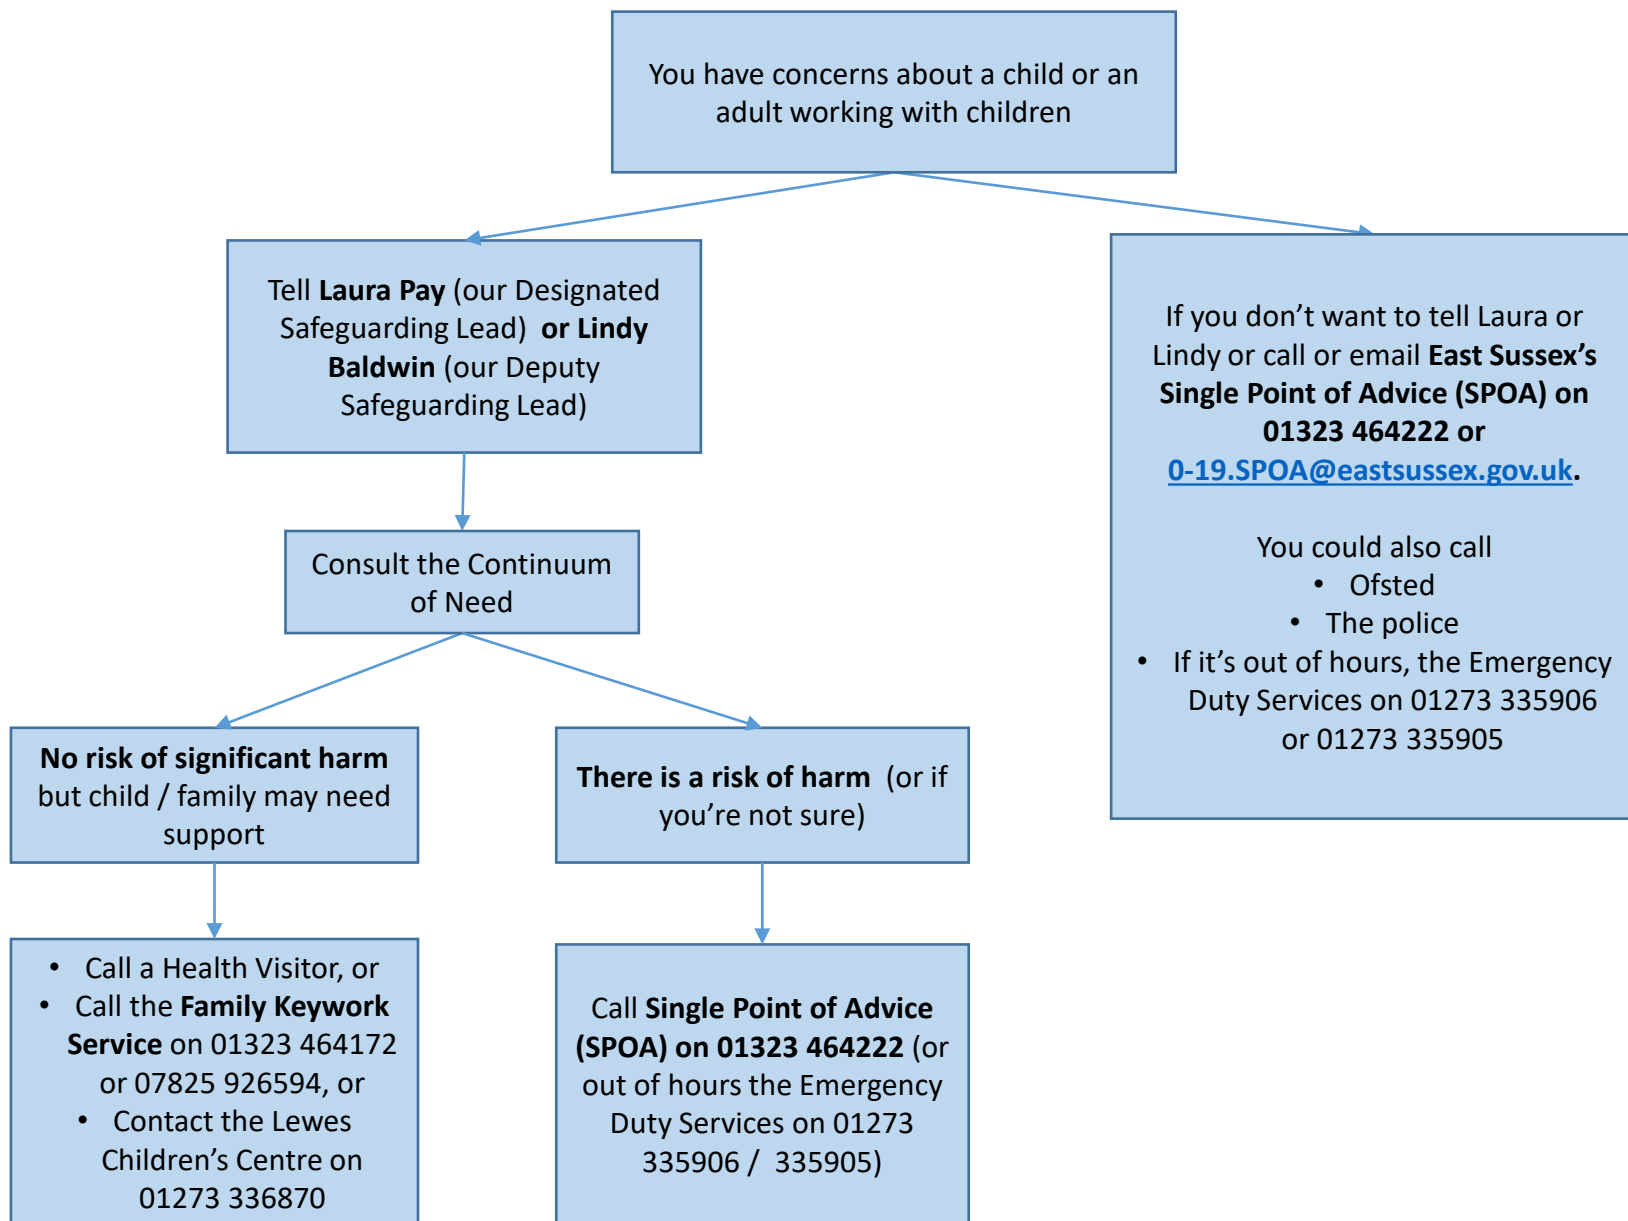 You have concerns about a child or an
adult working with children
Tell Laura Pay (our Designated
Safeguarding Lead)  or Lindy
Baldwin (our Deputy
Safeguarding Lead)
If you don’t want to tell Laura or
Lindy or call or email East Sussex’s
Single Point of Advice (SPOA) on
01323 464222 or
0-19.SPOA@eastsussex.gov.uk.
You could also call
• Ofsted
• The police
• If it’s out of hours, the Emergency
Duty Services on 01273 335906
or 01273 335905
Consult the Continuum
of Need
No risk of significant harm
but child / family may need
support
There is a risk of harm  (or if
you’re not sure)
• Call a Health Visitor, or
• Call the Family Keywork
Service on 01323 464172
or 07825 926594, or
• Contact the Lewes
Children’s Centre on
01273 336870
Call Single Point of Advice
(SPOA) on 01323 464222 (or
out of hours the Emergency
Duty Services on 01273
335906 /  335905)